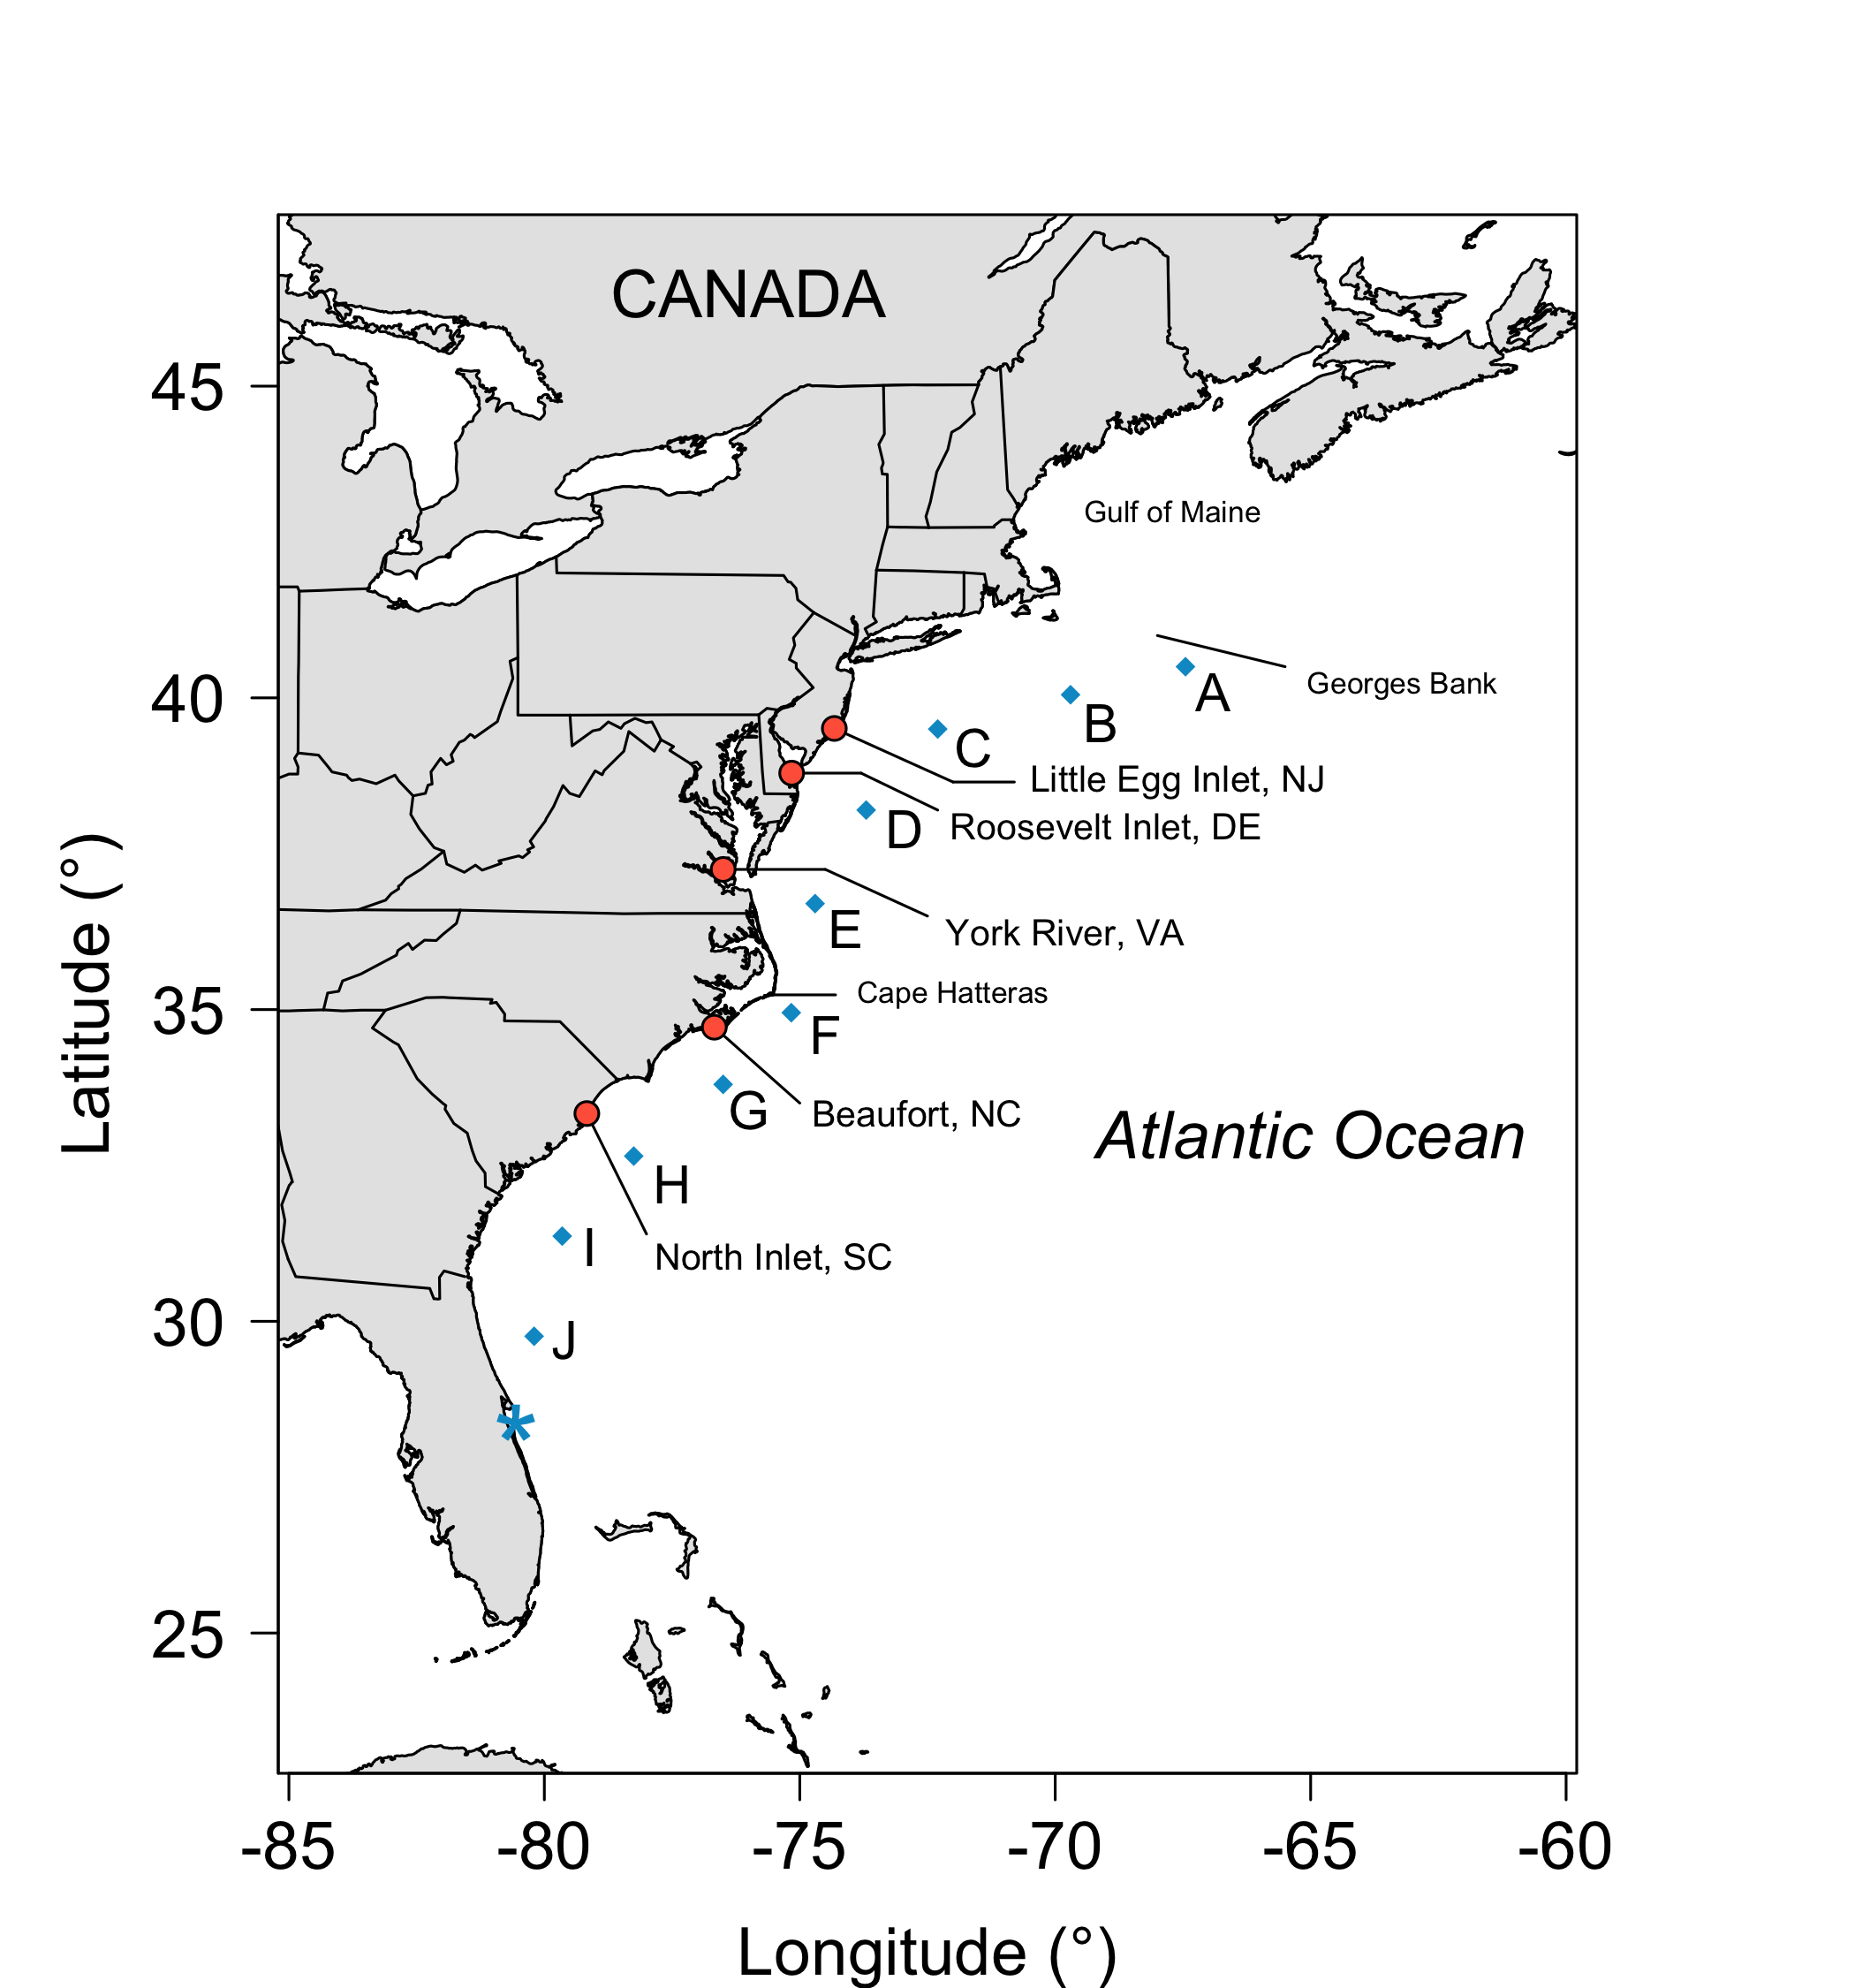 CANADA
45
Gulf of Maine
Georges Bank
A
40
B
C
Little Egg Inlet, NJ
D
Roosevelt Inlet, DE
E
York River, VA
Cape Hatteras
35
F
G
Beaufort, NC
Atlantic Ocean
H
I
North Inlet, SC
30
J
*
25
Latitude (°)
-85
-80
-75
-70
-65
-60
Longitude (°)